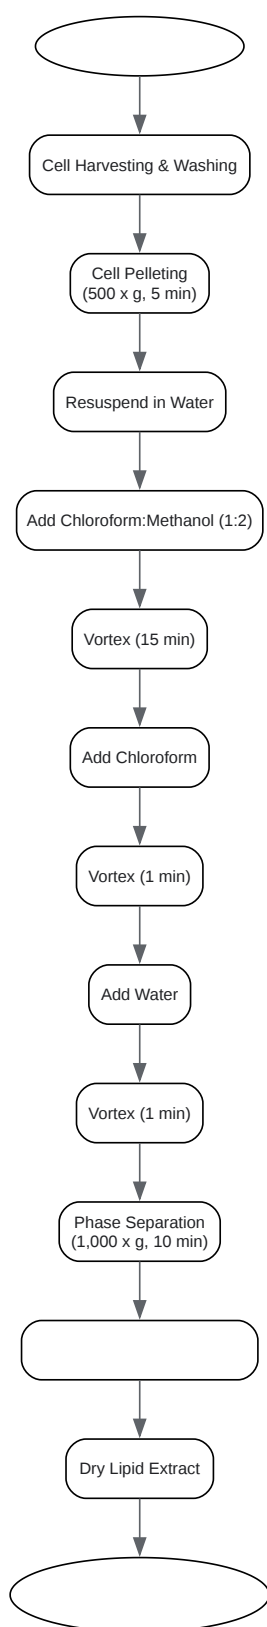 Cell Harvesting & Washing
Cell Pelleting
(500 x g, 5 min)
Resuspend in Water
Add Chloroform:Methanol (1:2)
Vortex (15 min)
Add Chloroform
Vortex (1 min)
Add Water
Vortex (1 min)
Phase Separation
(1,000 x g, 10 min)
Dry Lipid Extract